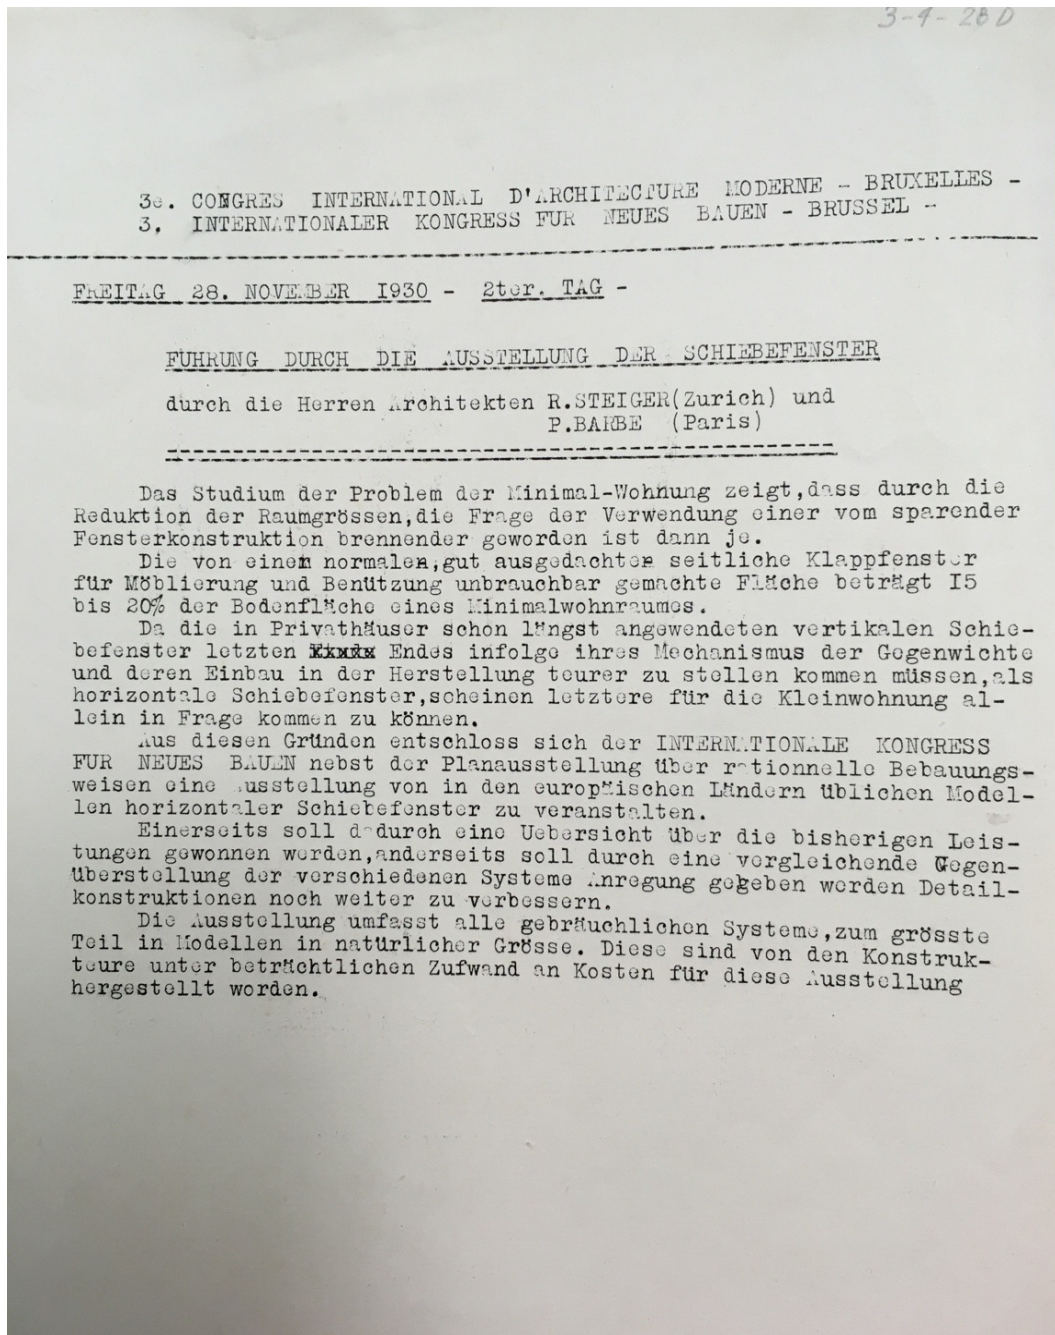 3-4-28 D
3e. CONGRES INTERNATIONAL D'ARCHITECTURE MODERNE - BRUXELLES -
3. INTERNATIONALER KONGRESS FUR NEUES BAUEN - BRUSSEL -
FREITAG 28. NOVEMBER I930 - 2ter. TAG -
FUHRUNG DURCH DIE AUSSTELLUNG DER SCHIEBEFENSTER
durch die Herren Architekten R.STEIGER(Zurich) und
P.BARBE (Paris)
Das Studium der Problem der Minimal-Wohnung zeigt,dass durch die
Reduktion der Raumgrössen,die Frage der Verwendung einer vom sparender
Fensterkonstruktion brennender geworden ist dann je.
Die von einem normalen,gut ausgedachten seitliche Klappfenster
für Möblierung und Benützung unbrauchbar gemachte Fläche beträgt I5
bis 20% der Bodenfläche eines Minimalwohnraumes.
Da die in Privathäuser schon längst angewendeten vertikalen Schie-
befenster letzten Endes infolge ihres Mechanismus der Gegenwichte
und deren Einbau in der Herstellung teurer zu stellen kommen müssen,als
horizontale Schiebefenster,scheinen letztere für die Kleinwohnung al-
lein in Frage kommen zu können.
Aus diesen Gründen entschloss sich der INTERNATIONALE KONGRESS
FUR NEUES BAUEN nebst der Planausstellung über rationnelle Bebauungs-
weisen eine Ausstellung von in den europäischen Ländern üblichen Model-
len horizontaler Schiebefenster zu veranstalten.
Einerseits soll dadurch eine Uebersicht über die bisherigen Leis-
tungen gewonnen werden,anderseits soll durch eine vergleichende Gegen-
überstellung der verschiedenen Systeme Anregung gegeben werden Detail-
konstruktionen noch weiter zu verbessern.
Die Ausstellung umfasst alle gebräuchlichen Systeme,zum grösste
Teil in Modellen in natürlicher Grösse. Diese sind von den Konstruk-
teure unter beträchtlichen Zufwand an Kosten für diese Ausstellung
hergestellt worden.